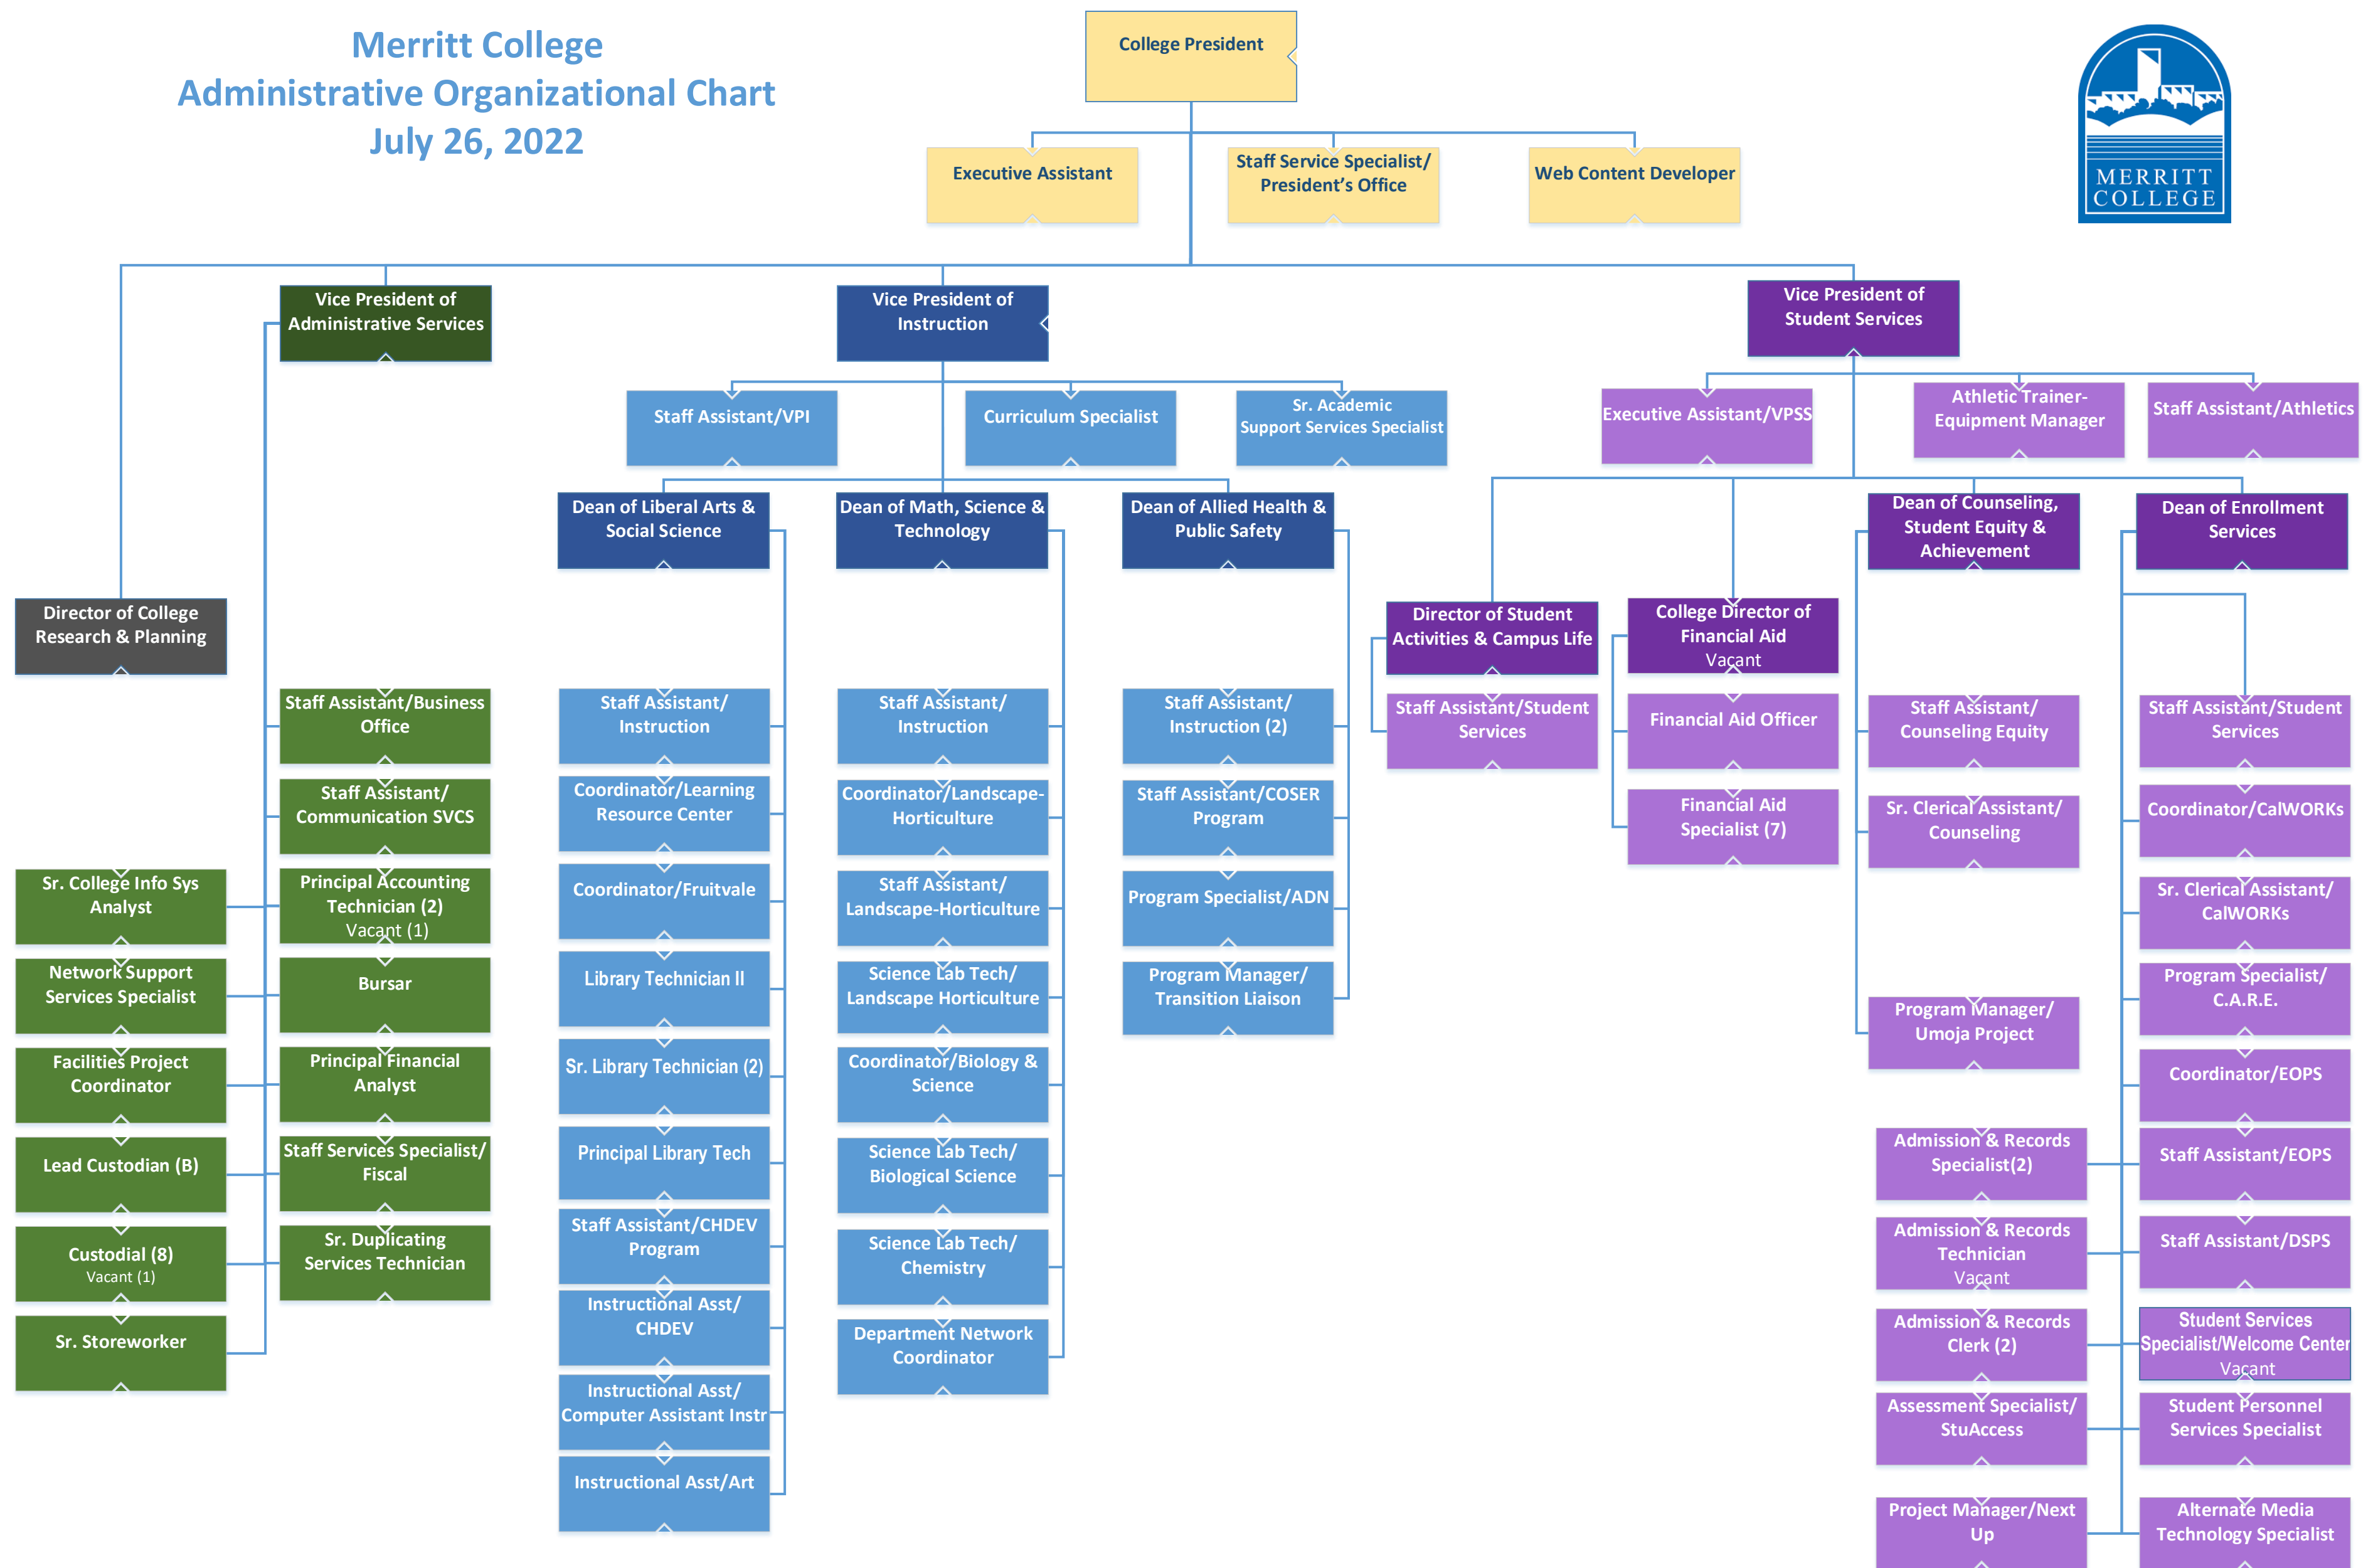 Merritt College
Administrative Organizational Chart
July 26, 2022
College President
MERRITT
COLLEGE
Executive Assistant
Staff Service Specialist/
President's Office
Web Content Developer
Vice President of
Administrative Services
Vice President of
Instruction
Vice President of
Student Services
Staff Assistant/VPI
Curriculum Specialist
Sr. Academic
Support Services Specialist
Executive Assistant/VPSS
Athletic Trainer-
Equipment Manager
Staff Assistant/Athletics
Dean of Liberal Arts &
Social Science
Dean of Math, Science &
Technology
Dean of Allied Health &
Public Safety
Dean of Counseling,
Student Equity &
Achievement
Dean of Enrollment
Services
Director of College
Research & Planning
Director of Student
Activities & Campus Life
College Director of
Financial Aid
Vacant
Sr. College Info Sys
Analyst
Network Support
Services Specialist
Facilities Project
Coordinator
Lead Custodian (B)
Custodial (8)
Vacant (1)
Sr. Storeworker
Staff Assistant/Business
Office
Staff Assistant/
Communication SVCS
Principal Accounting
Technician (2)
Vacant (1)
Bursar
Principal Financial
Analyst
Staff Services Specialist/
Fiscal
Sr. Duplicating
Services Technician
Staff Assistant/
Instruction
Coordinator/Learning
Resource Center
Coordinator/Fruitvale
Library Technician II
Sr. Library Technician (2)
Principal Library Tech
Staff Assistant/CHDEV
Program
Instructional Asst/
CHDEV
Instructional Asst/
Computer Assistant Instr
Instructional Asst/Art
Staff Assistant/
Instruction
Coordinator/Landscape-
Horticulture
Staff Assistant/
Landscape-Horticulture
Science Lab Tech/
Landscape Horticulture
Coordinator/Biology &
Science
Science Lab Tech/
Biological Science
Science Lab Tech/
Chemistry
Department Network
Coordinator
Staff Assistant/
Instruction (2)
Staff Assistant/COSER
Program
Program Specialist/ADN
Program Manager/
Transition Liaison
Staff Assistant/Student
Services
Financial Aid Officer
Financial Aid
Specialist (7)
Staff Assistant/
Counseling Equity
Sr. Clerical Assistant/
Counseling
Program Manager/
Umoja Project
Admission & Records
Specialist(2)
Admission & Records
Technician
Vacant
Admission & Records
Clerk (2)
Assessment Specialist/
StuAccess
Project Manager/Next
Up
Staff Assistant/Student
Services
Coordinator/CalWORKs
Sr. Clerical Assistant/
CalWORKs
Program Specialist/
C.A.R.E.
Coordinator/EOPS
Staff Assistant/EOPS
Staff Assistant/DSPS
Student Services
Specialist/Welcome Center
Vacant
Student Personnel
Services Specialist
Alternate Media
Technology Specialist